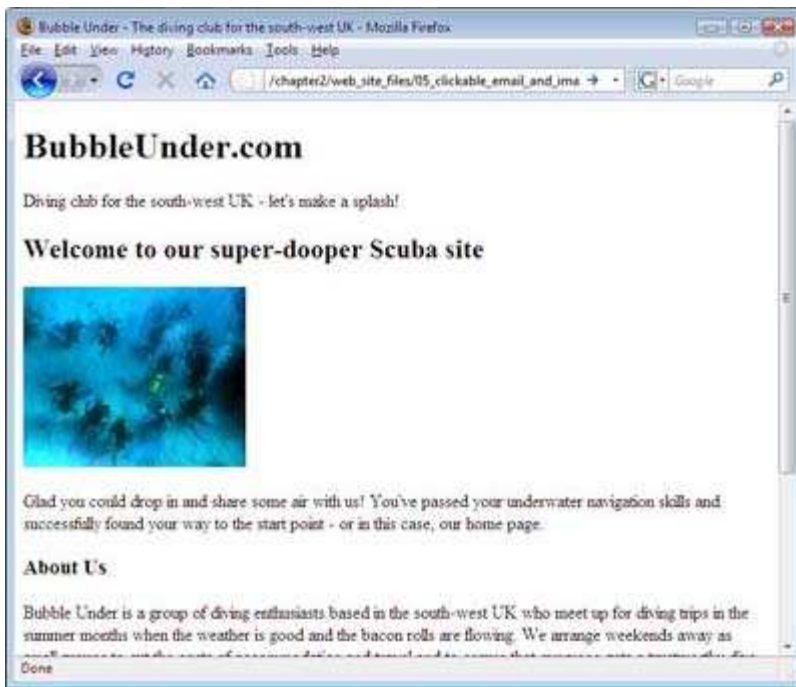 Bubble Under - The diving club for the south-west UK - Mozilla Firefox
File Edit View History Bookmarks Tools Help
/chapter2/web_site_files/05_clickable_email_and_ima
Google
BubbleUnder.com
Diving club for the south-west UK - let's make a splash!
Welcome to our super-dooper Scuba site
Glad you could drop in and share some air with us! You've passed your underwater navigation skills and
successfully found your way to the start point - or in this case, our home page.
About Us
Bubble Under is a group of diving enthusiasts based in the south-west UK who meet up for diving trips in the
summer months when the weather is good and the bacon rolls are flowing. We arrange weekends away as
Done